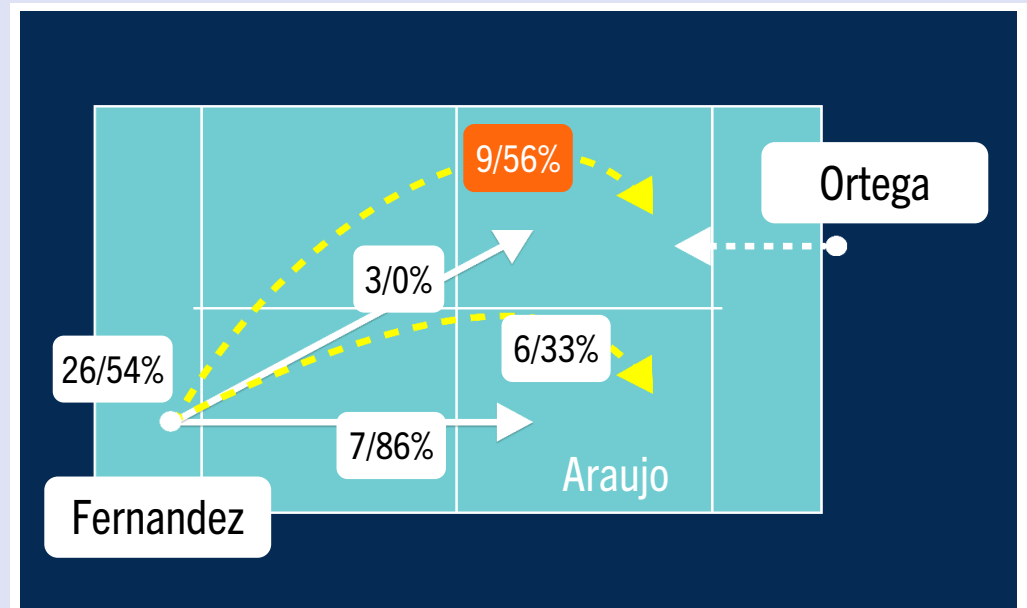 9/56%
Ortega
3/0%
6/33%
26/54%
7/86%
Araujo
Fernandez